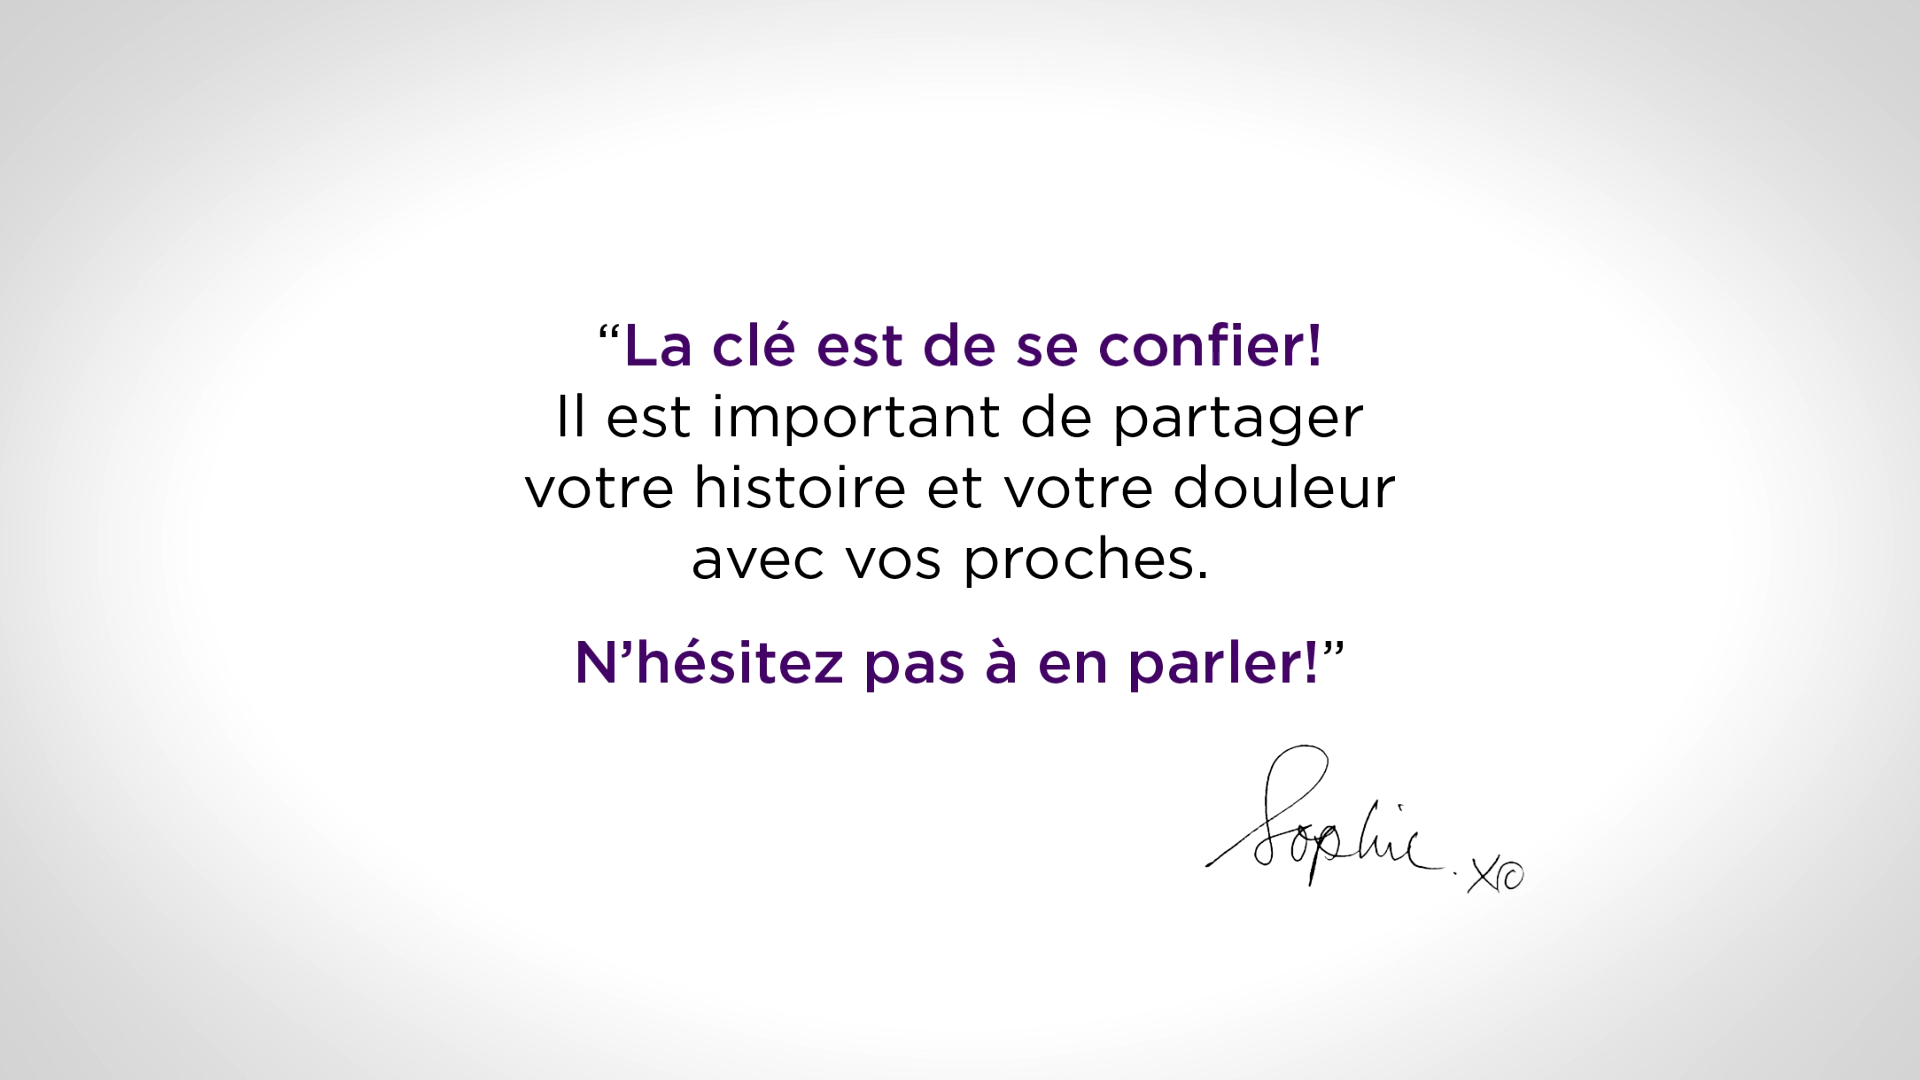 “La clé est de se confier!
Il est important de partager
votre histoire et votre douleur
avec vos proches.
N’hésitez pas à en parler!”
Sophie. xo